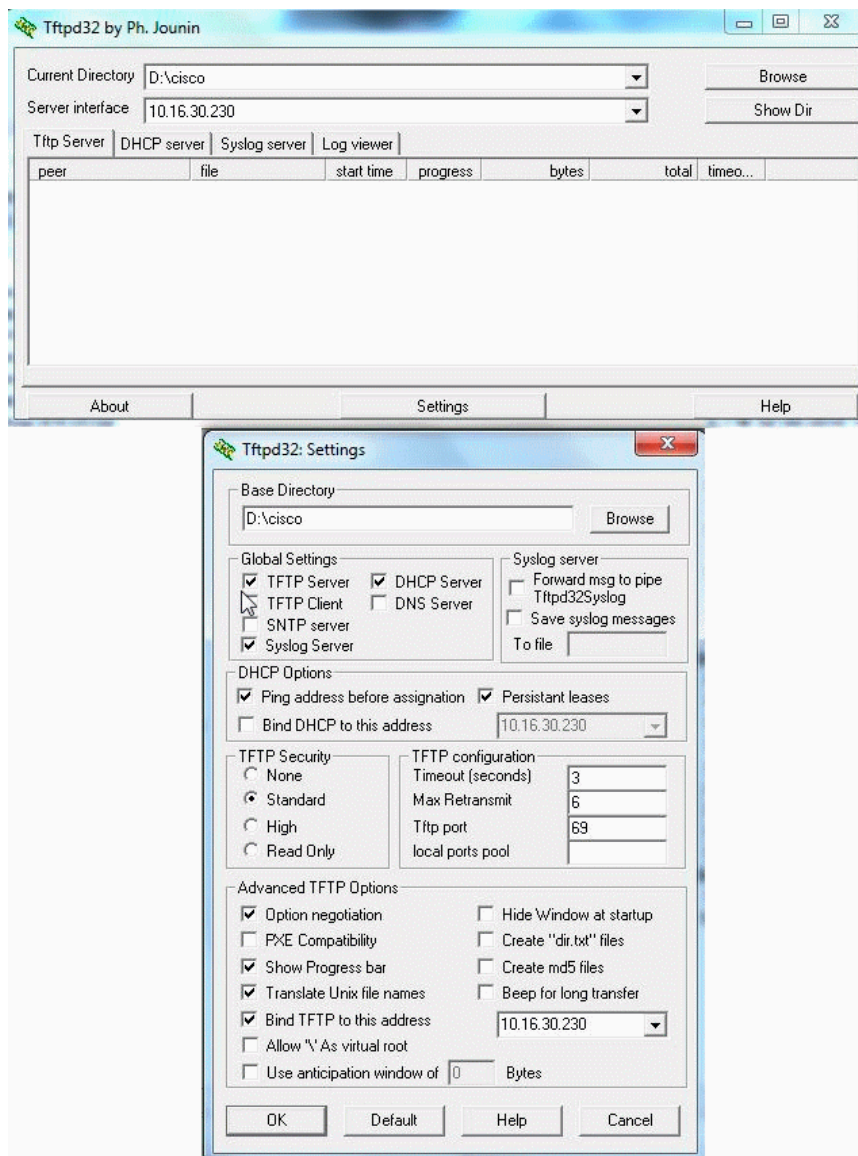 Tftpd32 by Ph. Jounin
Current Directory D:\cisco Browse
Server interface 10.16.30.230 Show Dir
Tftp Server DHCP server Syslog server Log viewer
peer file start time progress bytes total timeo...
About Settings Help
Tftpd32: Settings
Base Directory
D:\cisco Browse
Global Settings
TFTP Server DHCP Server
TFTP Client DNS Server
SNTP server
Syslog Server
Syslog server
Forward msg to pipe
Tftpd32Syslog
Save syslog messages
To file
DHCP Options
Ping address before assignation Persistant leases
Bind DHCP to this address 10.16.30.230
TFTP Security
None
Standard
High
Read Only
TFTP configuration
Timeout (seconds) 3
Max Retransmit 6
Tftp port 69
local ports pool
Advanced TFTP Options
Option negotiation Hide Window at startup
PXE Compatibility Create "dir.txt" files
Show Progress bar Create md5 files
Translate Unix file names Beep for long transfer
Bind TFTP to this address 10.16.30.230
Allow '\' As virtual root
Use anticipation window of 0 Bytes
OK Default Help Cancel